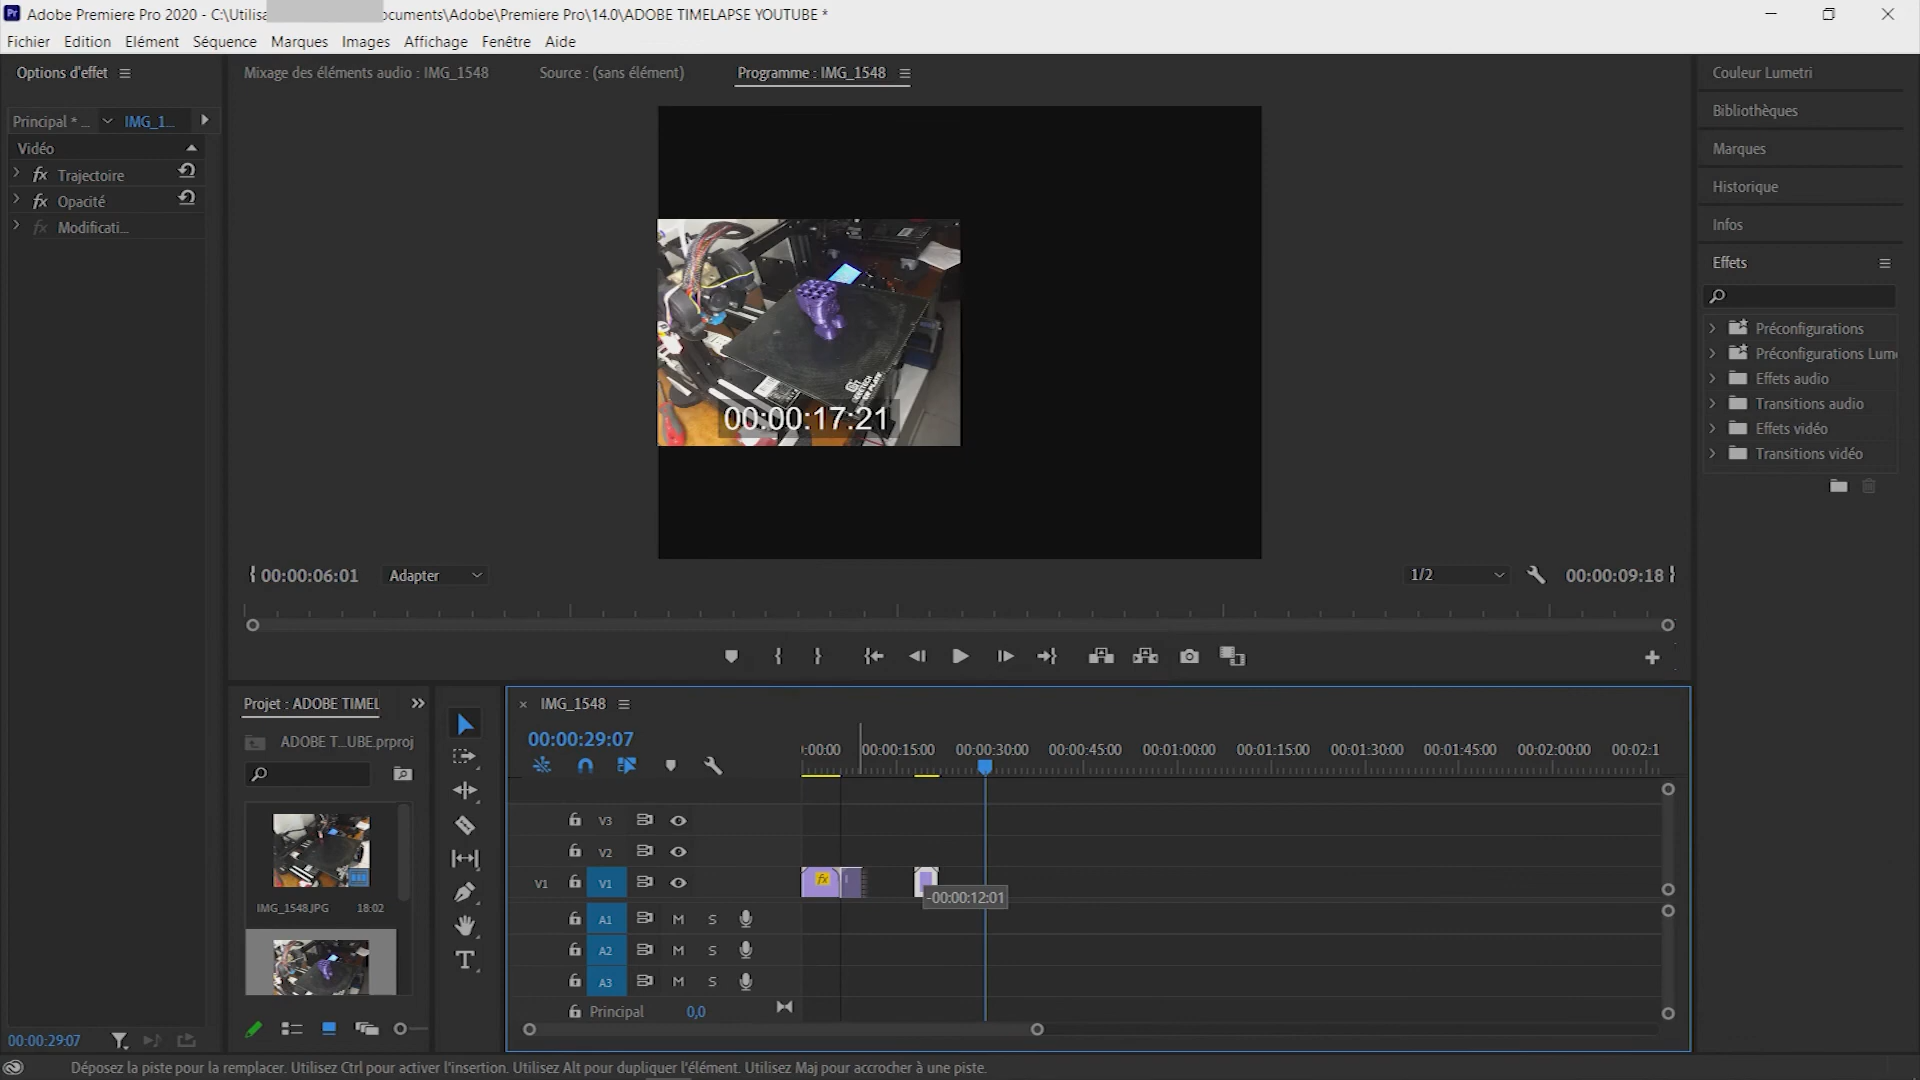 Adobe Premiere Pro 2020 - C:\Utilisa ocuments\Adobe\Premiere Pro\14.0\ADOBE TIMELAPSE YOUTUBE *
Fichier Edition Elément Séquence Marques Images Affichage Fenêtre Aide
Options d'effet
Mixage des éléments audio : IMG_1548
Source : (sans élément)
Programme : IMG_1548
Principal * ... IMG_1...
Vidéo
fx Trajectoire
fx Opacité
fx Modificati...
00:00:17:21
00:00:06:01
Adapter
1/2
00:00:09:18
Couleur Lumetri
Bibliothèques
Marques
Historique
Infos
Effets
Préconfigurations
Préconfigurations Lum
Effets audio
Transitions audio
Effets vidéo
Transitions vidéo
Projet : ADOBE TIMEL
ADOBE T...UBE.prproj
IMG_1548.JPG 18:02
× IMG_1548
00:00:29:07
:00:00 00:00:15:00 00:00:30:00 00:00:45:00 00:01:00:00 00:01:15:00 00:01:30:00 00:01:45:00 00:02:00:00 00:02:1
V3
V2
V1 V1
fx
-00:00:12:01
A1 M S
A2 M S
A3 M S
Principal 0,0
00:00:29:07
Déposez la piste pour la remplacer. Utilisez Ctrl pour activer l'insertion. Utilisez Alt pour dupliquer l'élément. Utilisez Maj pour accrocher à une piste.